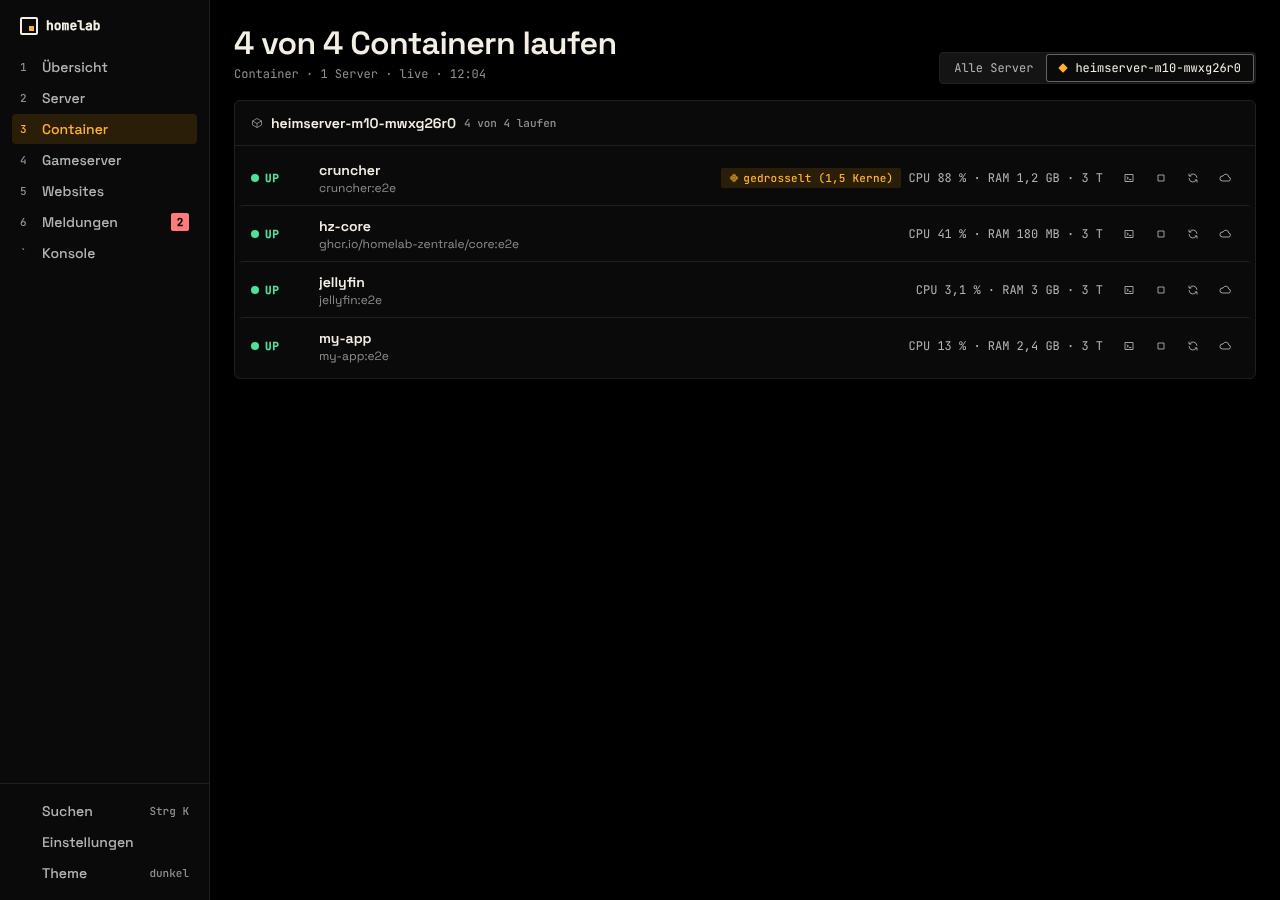 homelab
1 Übersicht
2 Server
3 Container
4 Gameserver
5 Websites
6 Meldungen 2
` Konsole
Suchen Strg K
Einstellungen
Theme dunkel
4 von 4 Containern laufen
Container · 1 Server · live · 12:04
Alle Server heimserver-m10-mwxg26r0
heimserver-m10-mwxg26r0 4 von 4 laufen
UP cruncher gedrosselt (1,5 Kerne) CPU 88 % · RAM 1,2 GB · 3 T
cruncher:e2e
UP hz-core CPU 41 % · RAM 180 MB · 3 T
ghcr.io/homelab-zentrale/core:e2e
UP jellyfin CPU 3,1 % · RAM 3 GB · 3 T
jellyfin:e2e
UP my-app CPU 13 % · RAM 2,4 GB · 3 T
my-app:e2e